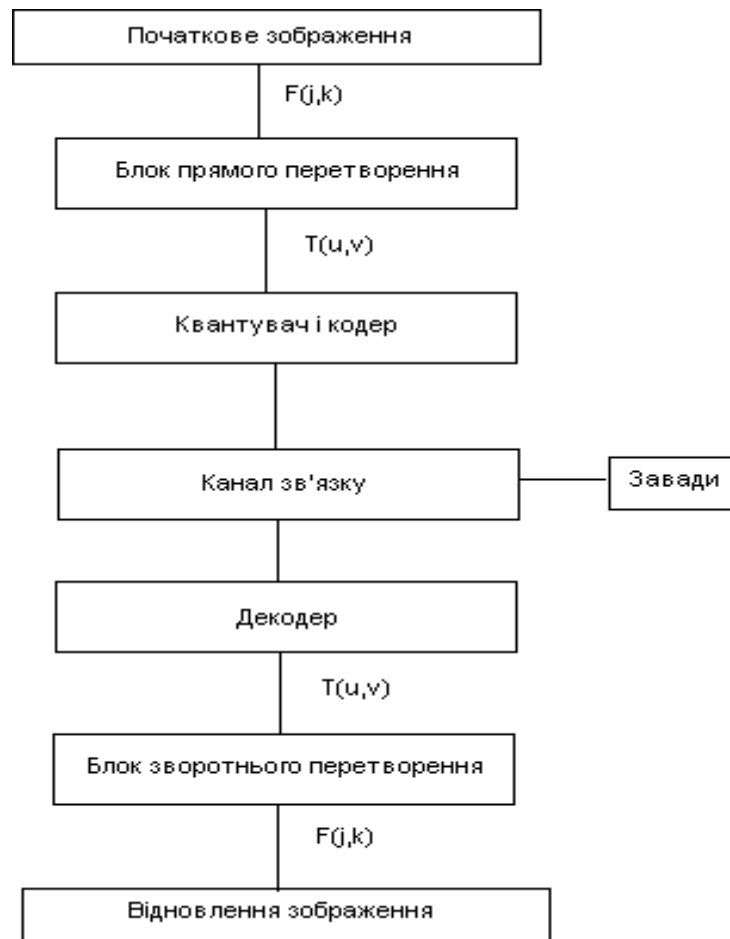 Початкове зображення
F(j,k)
Блок прямого перетворення
T(u,v)
Квантувач і кодер
Канал зв'язку
Завади
Декодер
T(u,v)
Блок зворотнього перетворення
F(j,k)
Відновлення зображення